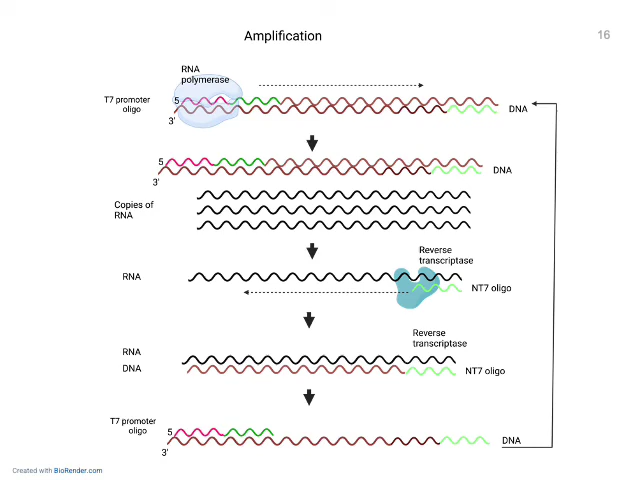 Amplification
16
RNA
polymerase
T7 promoter
oligo
5
3'
DNA
5
3'
DNA
Copies of
RNA
Reverse
transcriptase
RNA
NT7 oligo
Reverse
transcriptase
RNA
DNA
NT7 oligo
T7 promoter
oligo
5
3'
DNA
Created with BioRender.com